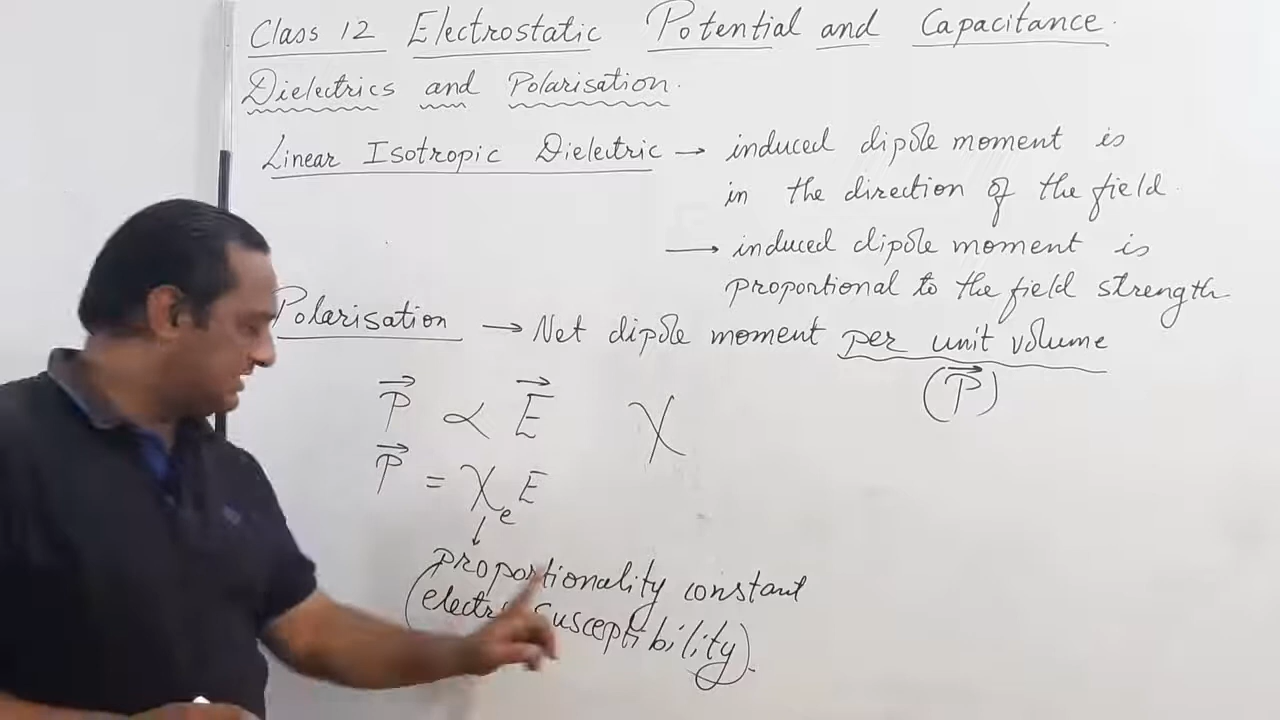 Class 12 Electrostatic Potential and Capacitance.
Dielectrics and Polarisation.
Linear Isotropic Dielectric → induced dipole moment is
in the direction of the field.
→ induced dipole moment is
proportional to the field strength
Polarisation → Net dipole moment per unit volume
(P⃗)
P⃗ ∝ E⃗ χ
P⃗ = χₑ E
↓
proportionality constant
(electric susceptibility).